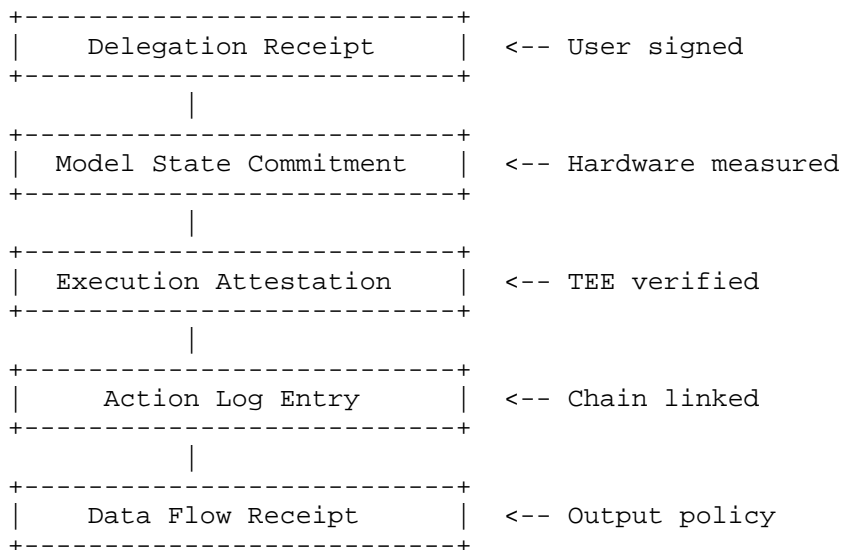 +---------------------------+
|    Delegation Receipt     |  <-- User signed
+---------------------------+
|
+---------------------------+
|  Model State Commitment   |  <-- Hardware measured
+---------------------------+
|
+---------------------------+
|  Execution Attestation    |  <-- TEE verified
+---------------------------+
|
+---------------------------+
|     Action Log Entry      |  <-- Chain linked
+---------------------------+
|
+---------------------------+
|    Data Flow Receipt      |  <-- Output policy
+---------------------------+